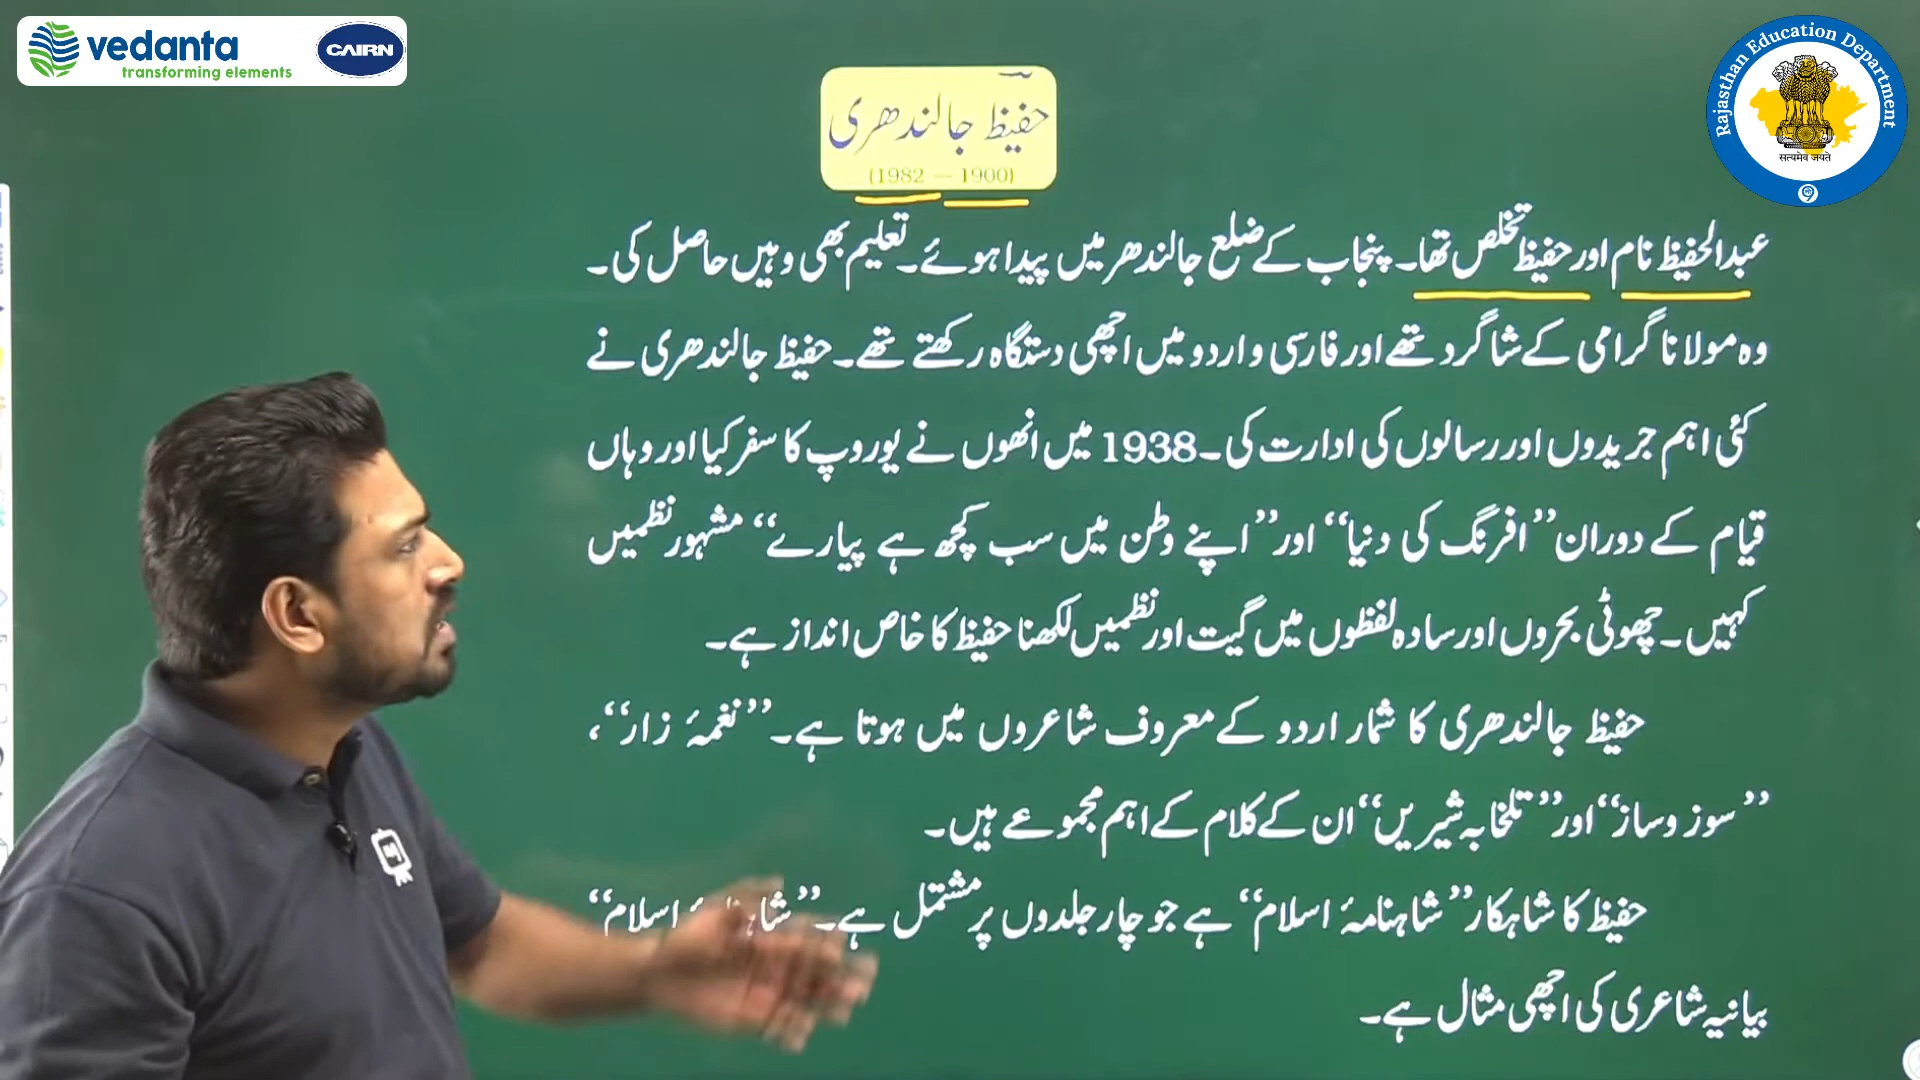 vedanta
transforming elements
CAIRN
Rajasthan Education Department
सत्यमेव जयते
حفیظ جالندھری
(1982 — 1900)
عبدالحفیظ نام اور حفیظ تخلص تھا۔ پنجاب کے ضلع جالندھر میں پیدا ہوئے۔ تعلیم بھی وہیں حاصل کی۔
وہ مولانا گرامی کے شاگرد تھے اور فارسی و اردو میں اچھی دستگاہ رکھتے تھے۔ حفیظ جالندھری نے
کئی اہم جریدوں اور رسالوں کی ادارت کی۔ 1938 میں انھوں نے یوروپ کا سفر کیا اور وہاں
قیام کے دوران ’’افرنگ کی دنیا‘‘ اور ’’اپنے وطن میں سب کچھ ہے پیارے‘‘ مشہور نظمیں
کہیں۔ چھوٹی بحروں اور سادہ لفظوں میں گیت اور نظمیں لکھنا حفیظ کا خاص انداز ہے۔
حفیظ جالندھری کا شمار اردو کے معروف شاعروں میں ہوتا ہے۔ ’’نغمۂ زار‘‘،
’’سوز و ساز‘‘ اور ’’تلخابہ شیریں‘‘ ان کے کلام کے اہم مجموعے ہیں۔
حفیظ کا شاہکار ’’شاہنامۂ اسلام‘‘ ہے جو چار جلدوں پر مشتمل ہے۔ ’’شاہنامۂ اسلام‘‘
بیانیہ شاعری کی اچھی مثال ہے۔